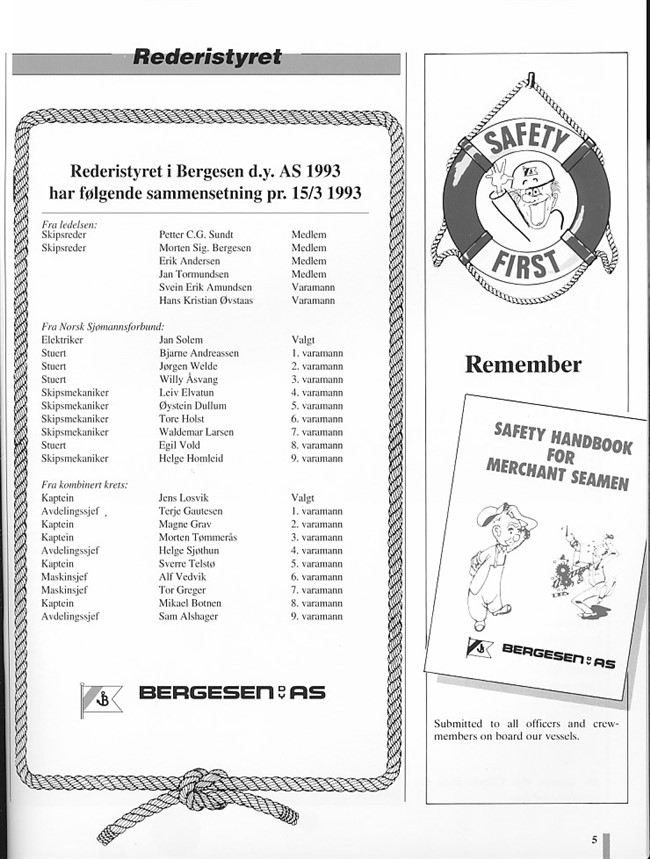 Rederistyret
Rederistyret i Bergesen d.y. AS 1993
har følgende sammensetning pr. 15/3 1993
Fra ledelsen:
Skipsreder Petter C.G. Sundt Medlem
Skipsreder Morten Sig. Bergesen Medlem
Erik Andersen Medlem
Jan Tormundsen Medlem
Svein Erik Amundsen Varamann
Hans Kristian Øvstaas Varamann
Fra Norsk Sjømannsforbund:
Elektriker Jan Solem Valgt
Stuert Bjarne Andreassen 1. varamann
Stuert Jørgen Welde 2. varamann
Stuert Willy Åsvang 3. varamann
Skipsmekaniker Leiv Elvatun 4. varamann
Skipsmekaniker Øystein Dullum 5. varamann
Skipsmekaniker Tore Holst 6. varamann
Skipsmekaniker Waldemar Larsen 7. varamann
Stuert Egil Vold 8. varamann
Skipsmekaniker Helge Homleid 9. varamann
Fra kombinert krets:
Kaptein Jens Losvik Valgt
Avdelingssjef Terje Gautesen 1. varamann
Kaptein Magne Grav 2. varamann
Kaptein Morten Tømmerås 3. varamann
Avdelingssjef Helge Sjøthun 4. varamann
Kaptein Sverre Telstø 5. varamann
Maskinsjef Alf Vedvik 6. varamann
Maskinsjef Tor Greger 7. varamann
Kaptein Mikael Botnen 8. varamann
Avdelingssjef Sam Alshager 9. varamann
B BERGESEN DY AS
SAFETY
FIRST
Remember
SAFETY HANDBOOK
FOR
MERCHANT SEAMEN
BERGESEN DY AS
Submitted to all officers and crew-
members on board our vessels.
5